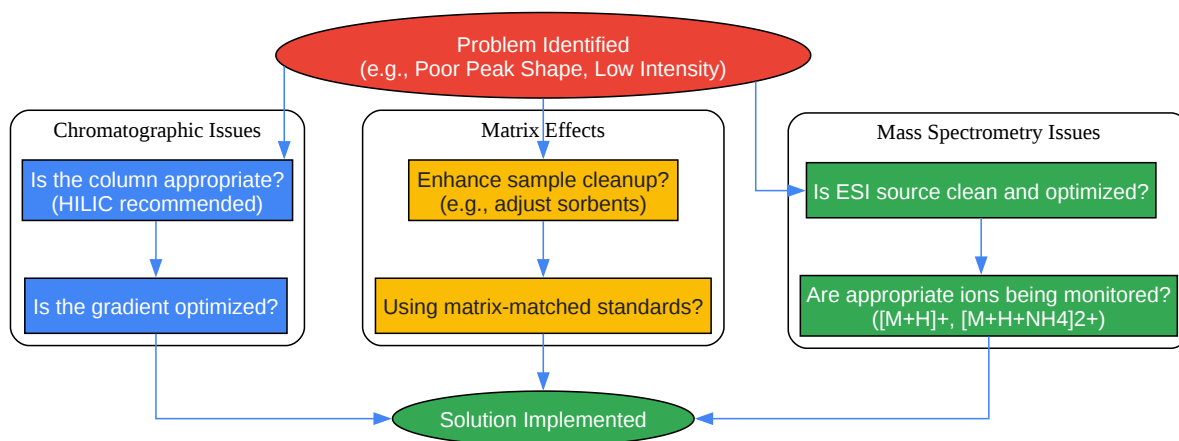 Problem Identified
(e.g., Poor Peak Shape, Low Intensity)
Chromatographic Issues
Is the column appropriate?
(HILIC recommended)
Is the gradient optimized?
Matrix Effects
Enhance sample cleanup?
(e.g., adjust sorbents)
Using matrix-matched standards?
Mass Spectrometry Issues
Is ESI source clean and optimized?
Are appropriate ions being monitored?
([M+H]+, [M+H+NH4]2+)
Solution Implemented